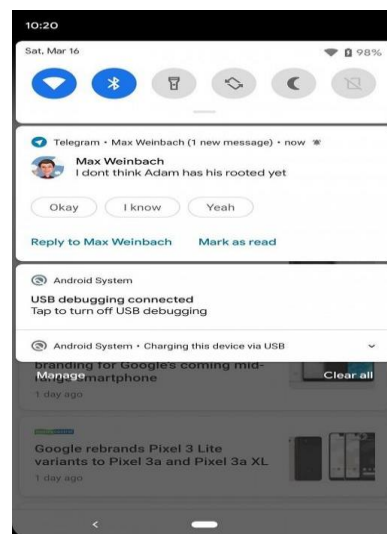 10:20
Sat, Mar 16
98%
Telegram • Max Weinbach (1 new message) • now
Max Weinbach
I dont think Adam has his rooted yet
Okay
I know
Yeah
Reply to Max Weinbach Mark as read
Android System
USB debugging connected
Tap to turn off USB debugging
Android System • Charging this device via USB
branding for Google's coming mid-
range smartphone
Manage
Clear all
1 day ago
Google rebrands Pixel 3 Lite
variants to Pixel 3a and Pixel 3a XL
1 day ago